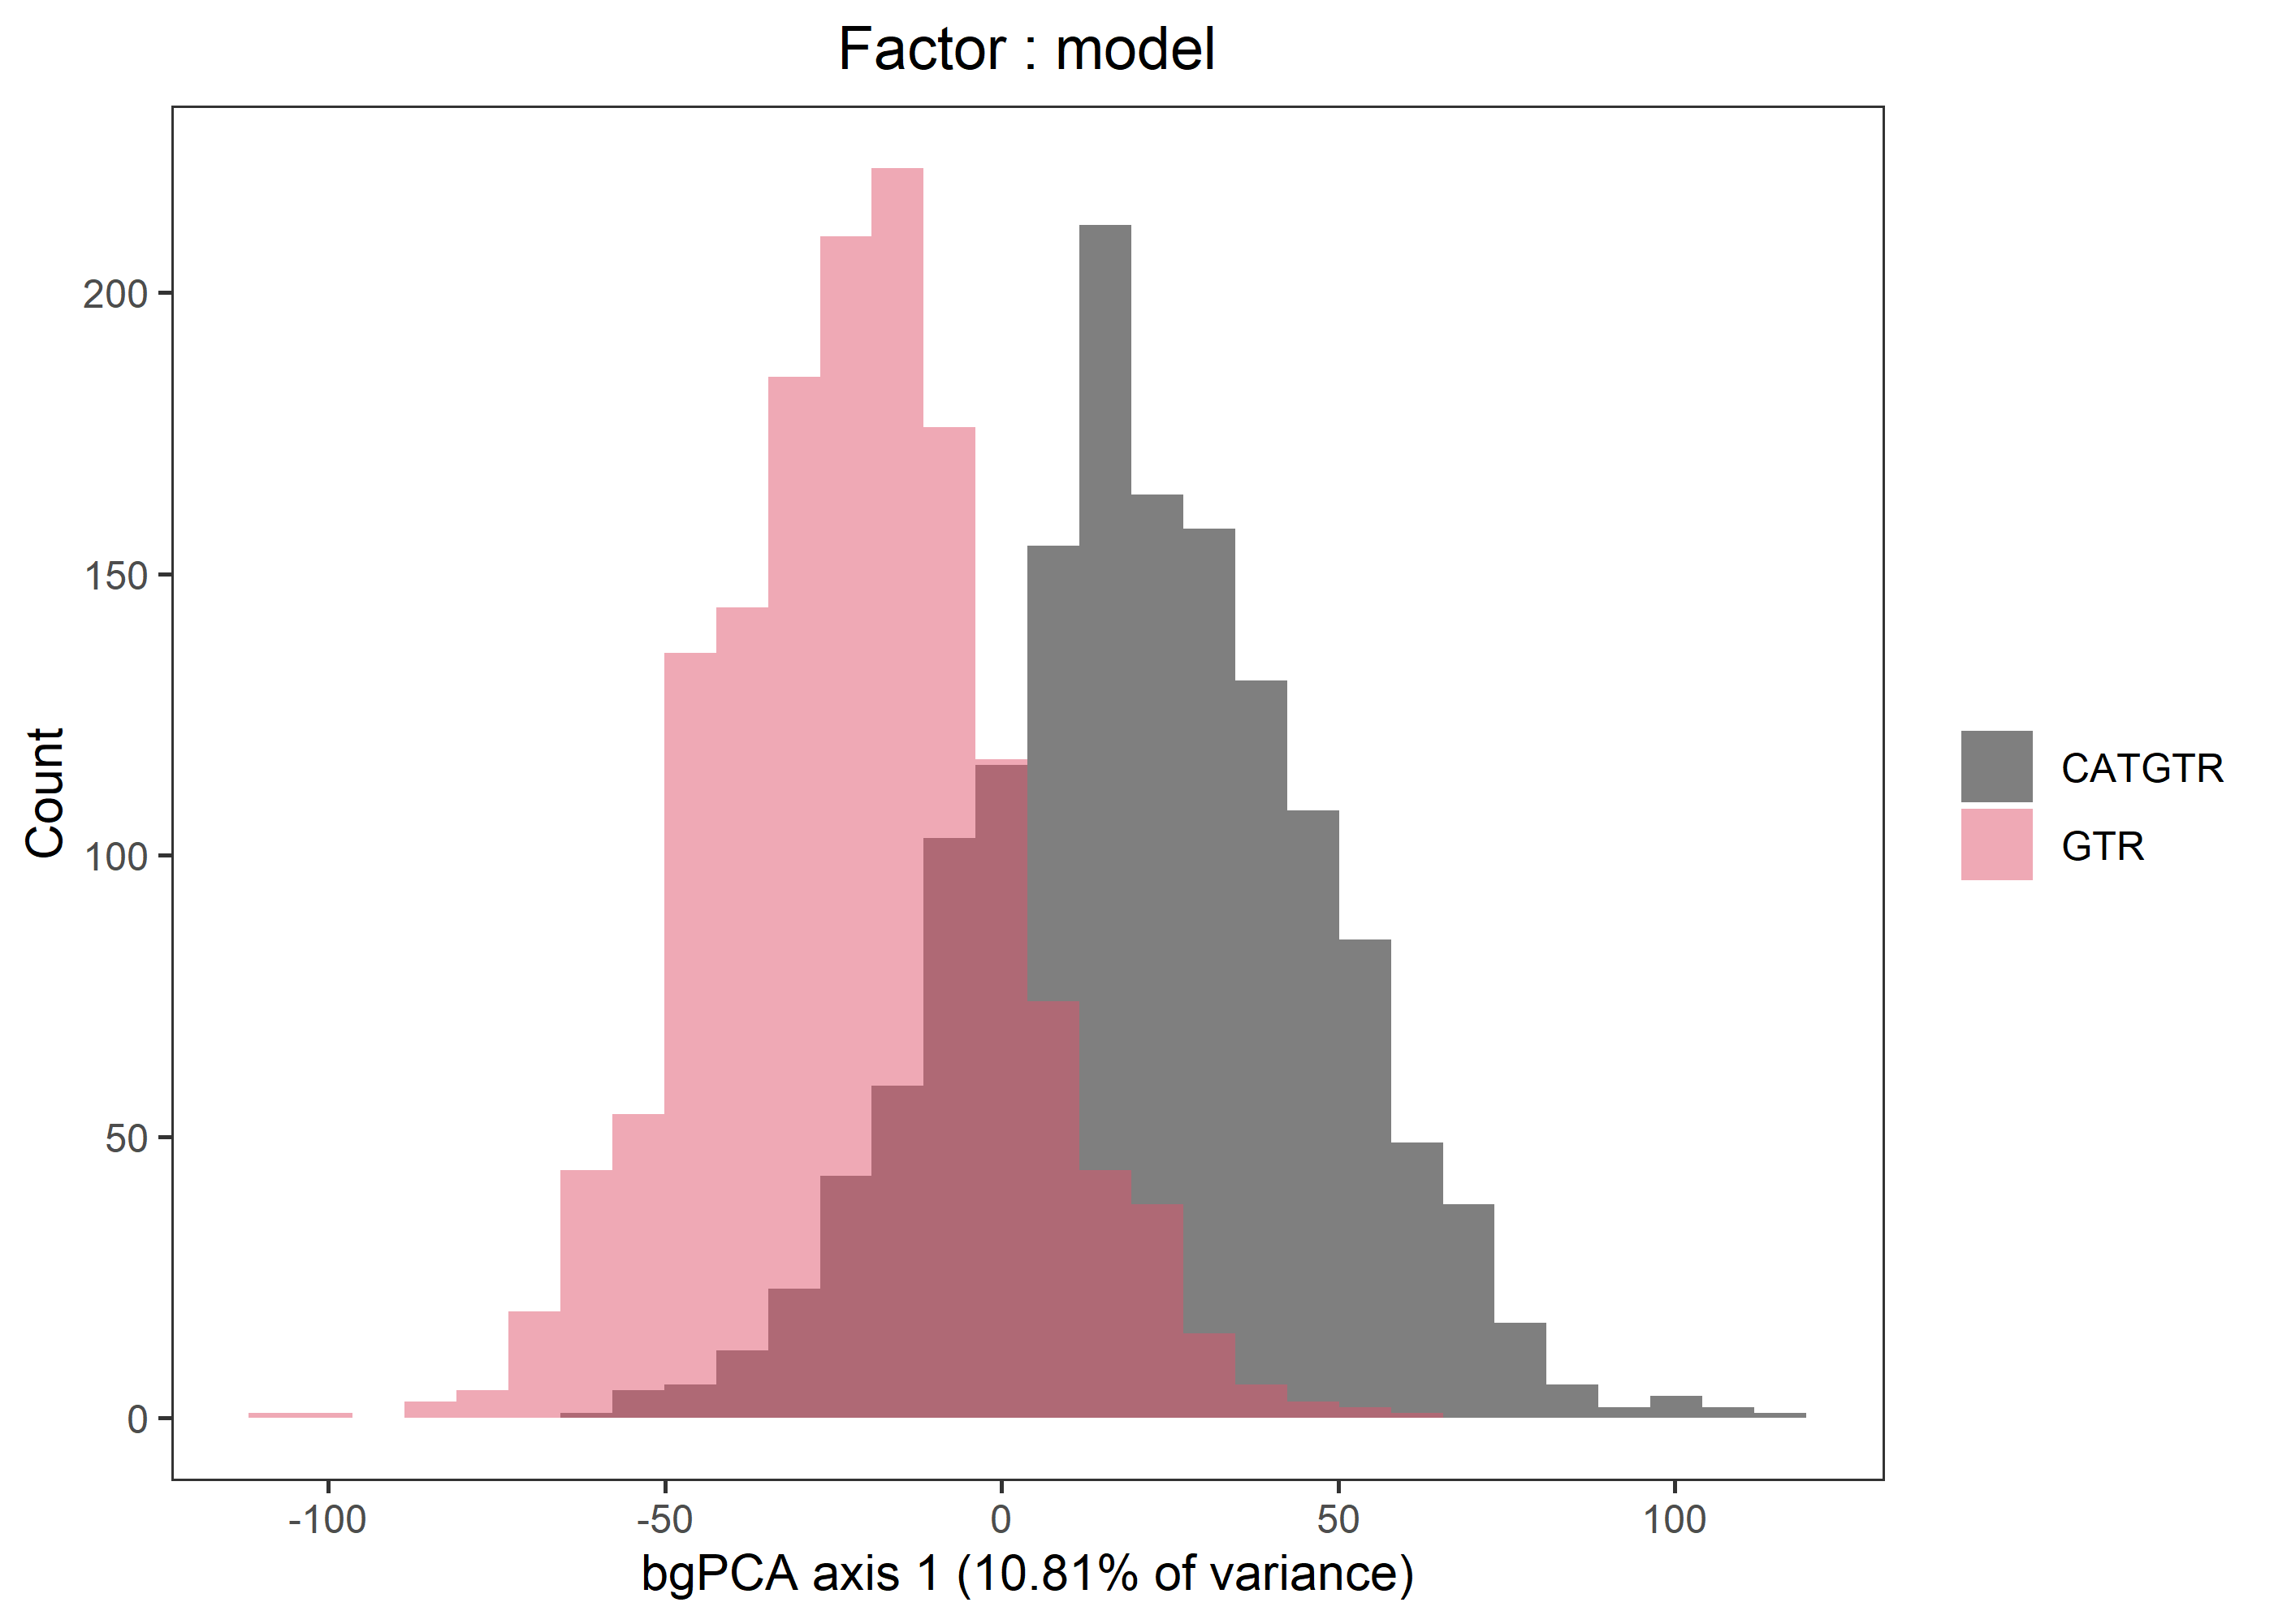 Factor : model
Count
200
150
100
50
0
-100
-50
0
50
100
bgPCA axis 1 (10.81% of variance)
CATGTR
GTR